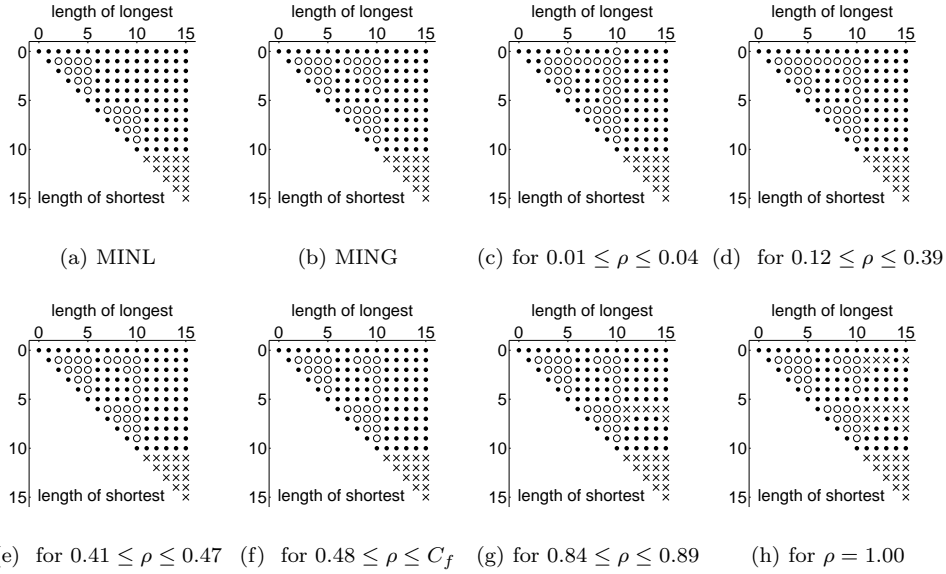 length of longest length of longest length of longest length of longest
0 5 10 15 0 5 10 15 0 5 10 15 0 5 10 15
0 0 0 0
5 5 5 5
10 10 10 10
15 length of shortest 15 length of shortest 15 length of shortest 15 length of shortest
(a) MINL (b) MING (c) for 0.01 ≤ ρ ≤ 0.04 (d) for 0.12 ≤ ρ ≤ 0.39
length of longest length of longest length of longest length of longest
0 5 10 15 0 5 10 15 0 5 10 15 0 5 10 15
0 0 0 0
5 5 5 5
10 10 10 10
15 length of shortest 15 length of shortest 15 length of shortest 15 length of shortest
e) for 0.41 ≤ ρ ≤ 0.47 (f) for 0.48 ≤ ρ ≤ C_f (g) for 0.84 ≤ ρ ≤ 0.89 (h) for ρ = 1.00